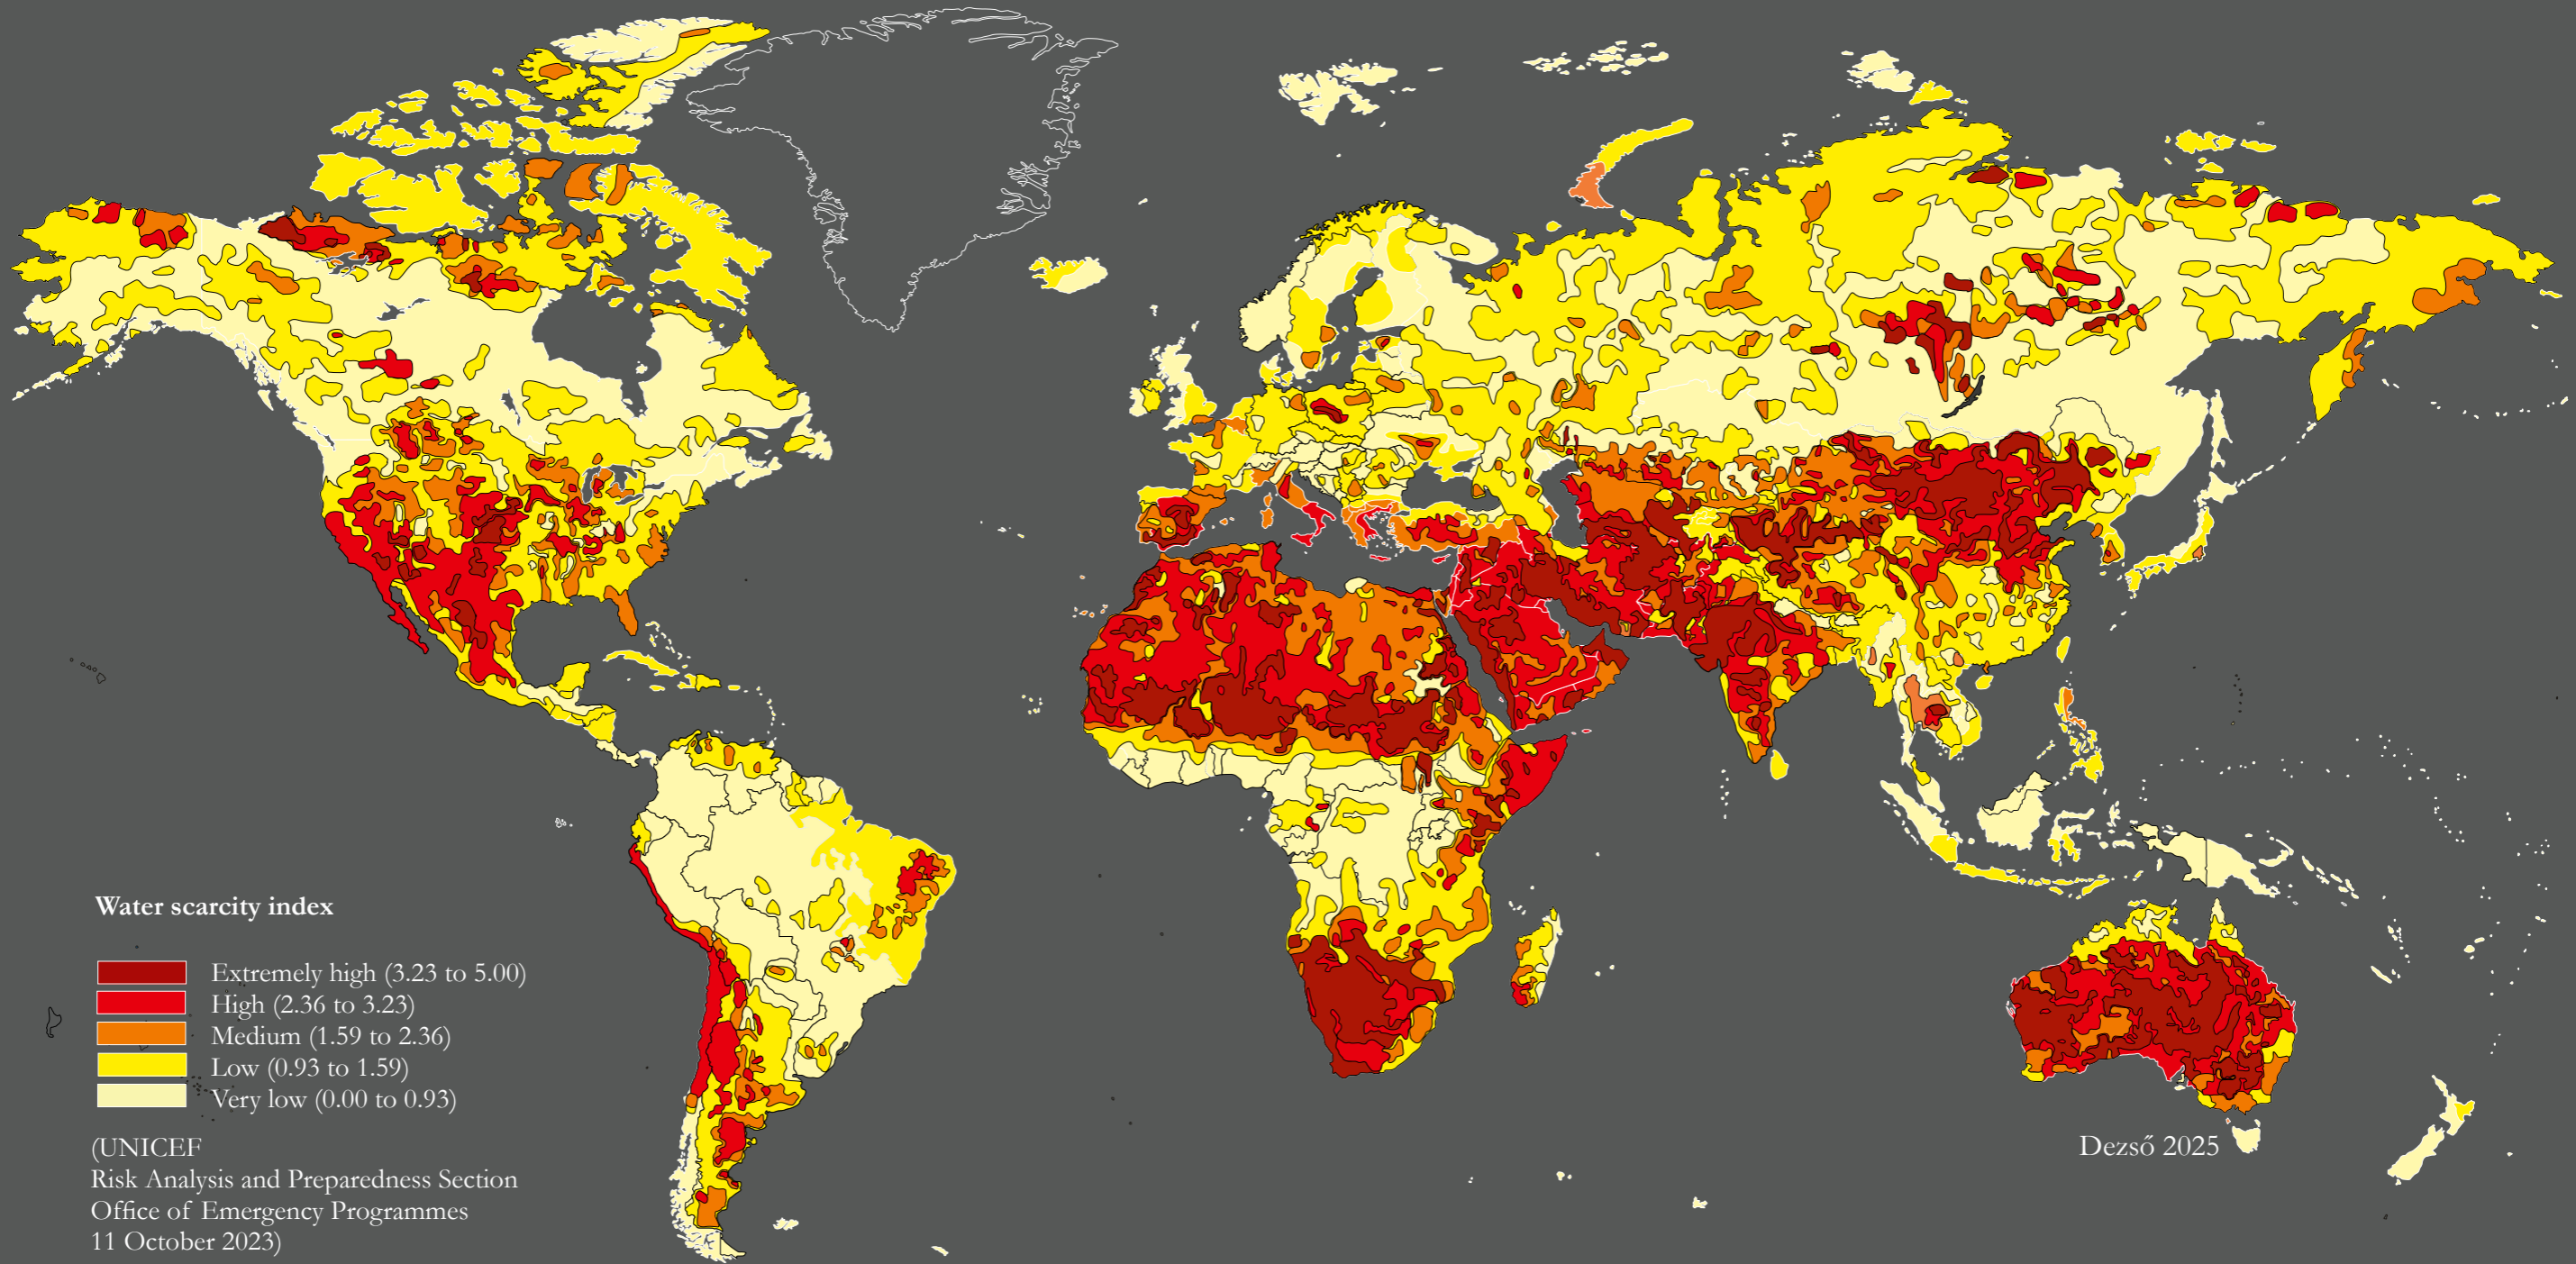 Water scarcity index
Extremely high (3.23 to 5.00)
High (2.36 to 3.23)
Medium (1.59 to 2.36)
Low (0.93 to 1.59)
Very low (0.00 to 0.93)
(UNICEF
Risk Analysis and Preparedness Section
Office of Emergency Programmes
11 October 2023)
Dezső 2025